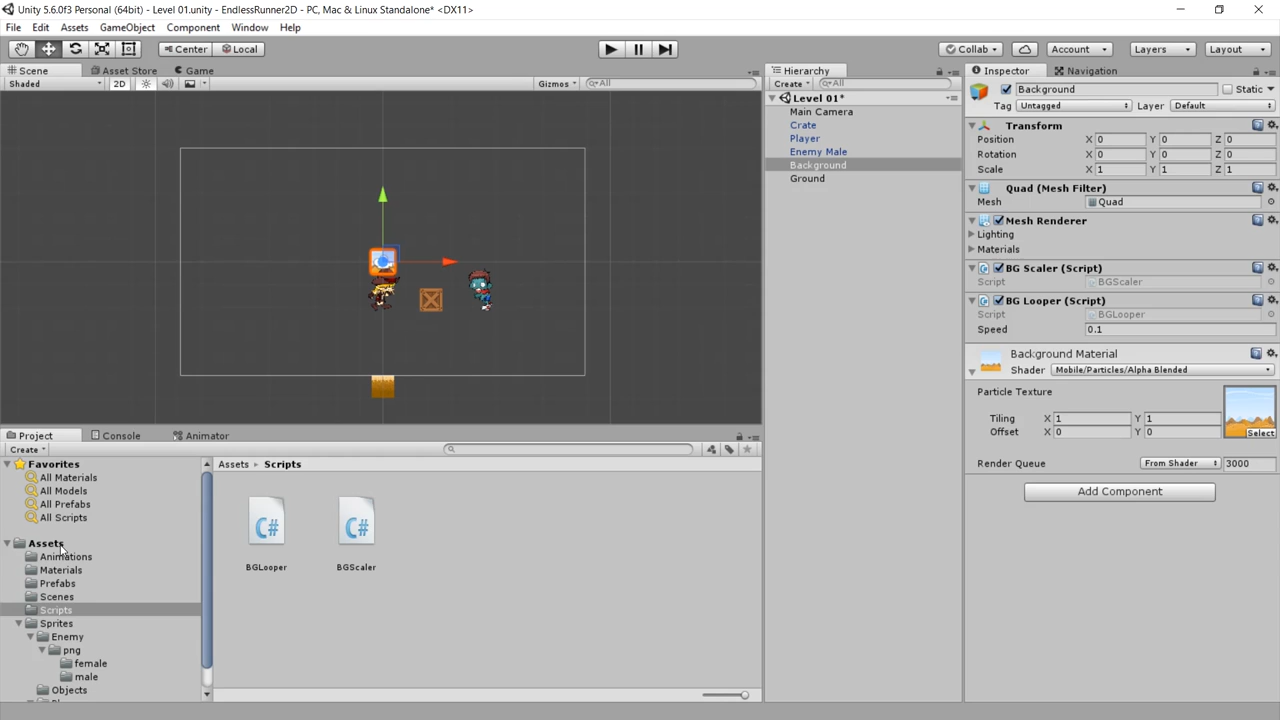 Unity 5.6.0f3 Personal (64bit) - Level 01.unity - EndlessRunner2D - PC, Mac & Linux Standalone* <DX11>
File Edit Assets GameObject Component Window Help
Center Local Collab Account Layers Layout
Scene Asset Store Game
Shaded 2D Gizmos All
Hierarchy
Create All
Level 01*
Main Camera
Crate
Player
Enemy Male
Background
Ground
Inspector Navigation
Background Static
Tag Untagged Layer Default
Transform
Position X 0 Y 0 Z 0
Rotation X 0 Y 0 Z 0
Scale X 1 Y 1 Z 1
Quad (Mesh Filter)
Mesh Quad
Mesh Renderer
Lighting
Materials
BG Scaler (Script)
Script BGScaler
BG Looper (Script)
Script BGLooper
Speed 0.1
Background Material
Shader Mobile/Particles/Alpha Blended
Particle Texture
Tiling X 1 Y 1
Offset X 0 Y 0
Select
Render Queue From Shader 3000
Add Component
Project Console Animator
Create
Favorites
All Materials
All Models
All Prefabs
All Scripts
Assets
Animations
Materials
Prefabs
Scenes
Scripts
Sprites
Enemy
png
female
male
Objects
Assets Scripts
C# C#
BGLooper BGScaler